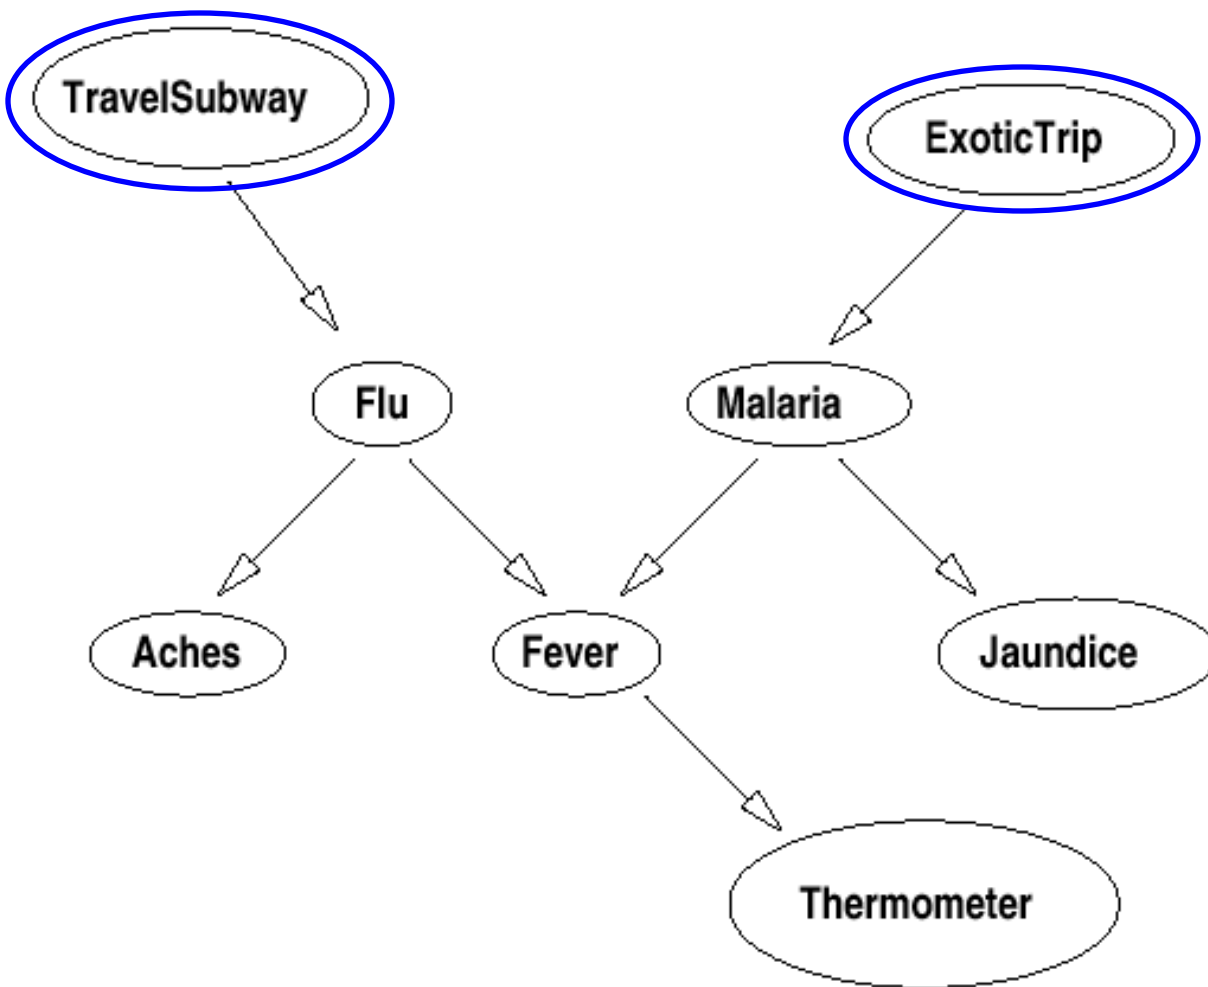 TravelSubway
ExoticTrip
Flu
Malaria
Aches
Fever
Jaundice
Thermometer